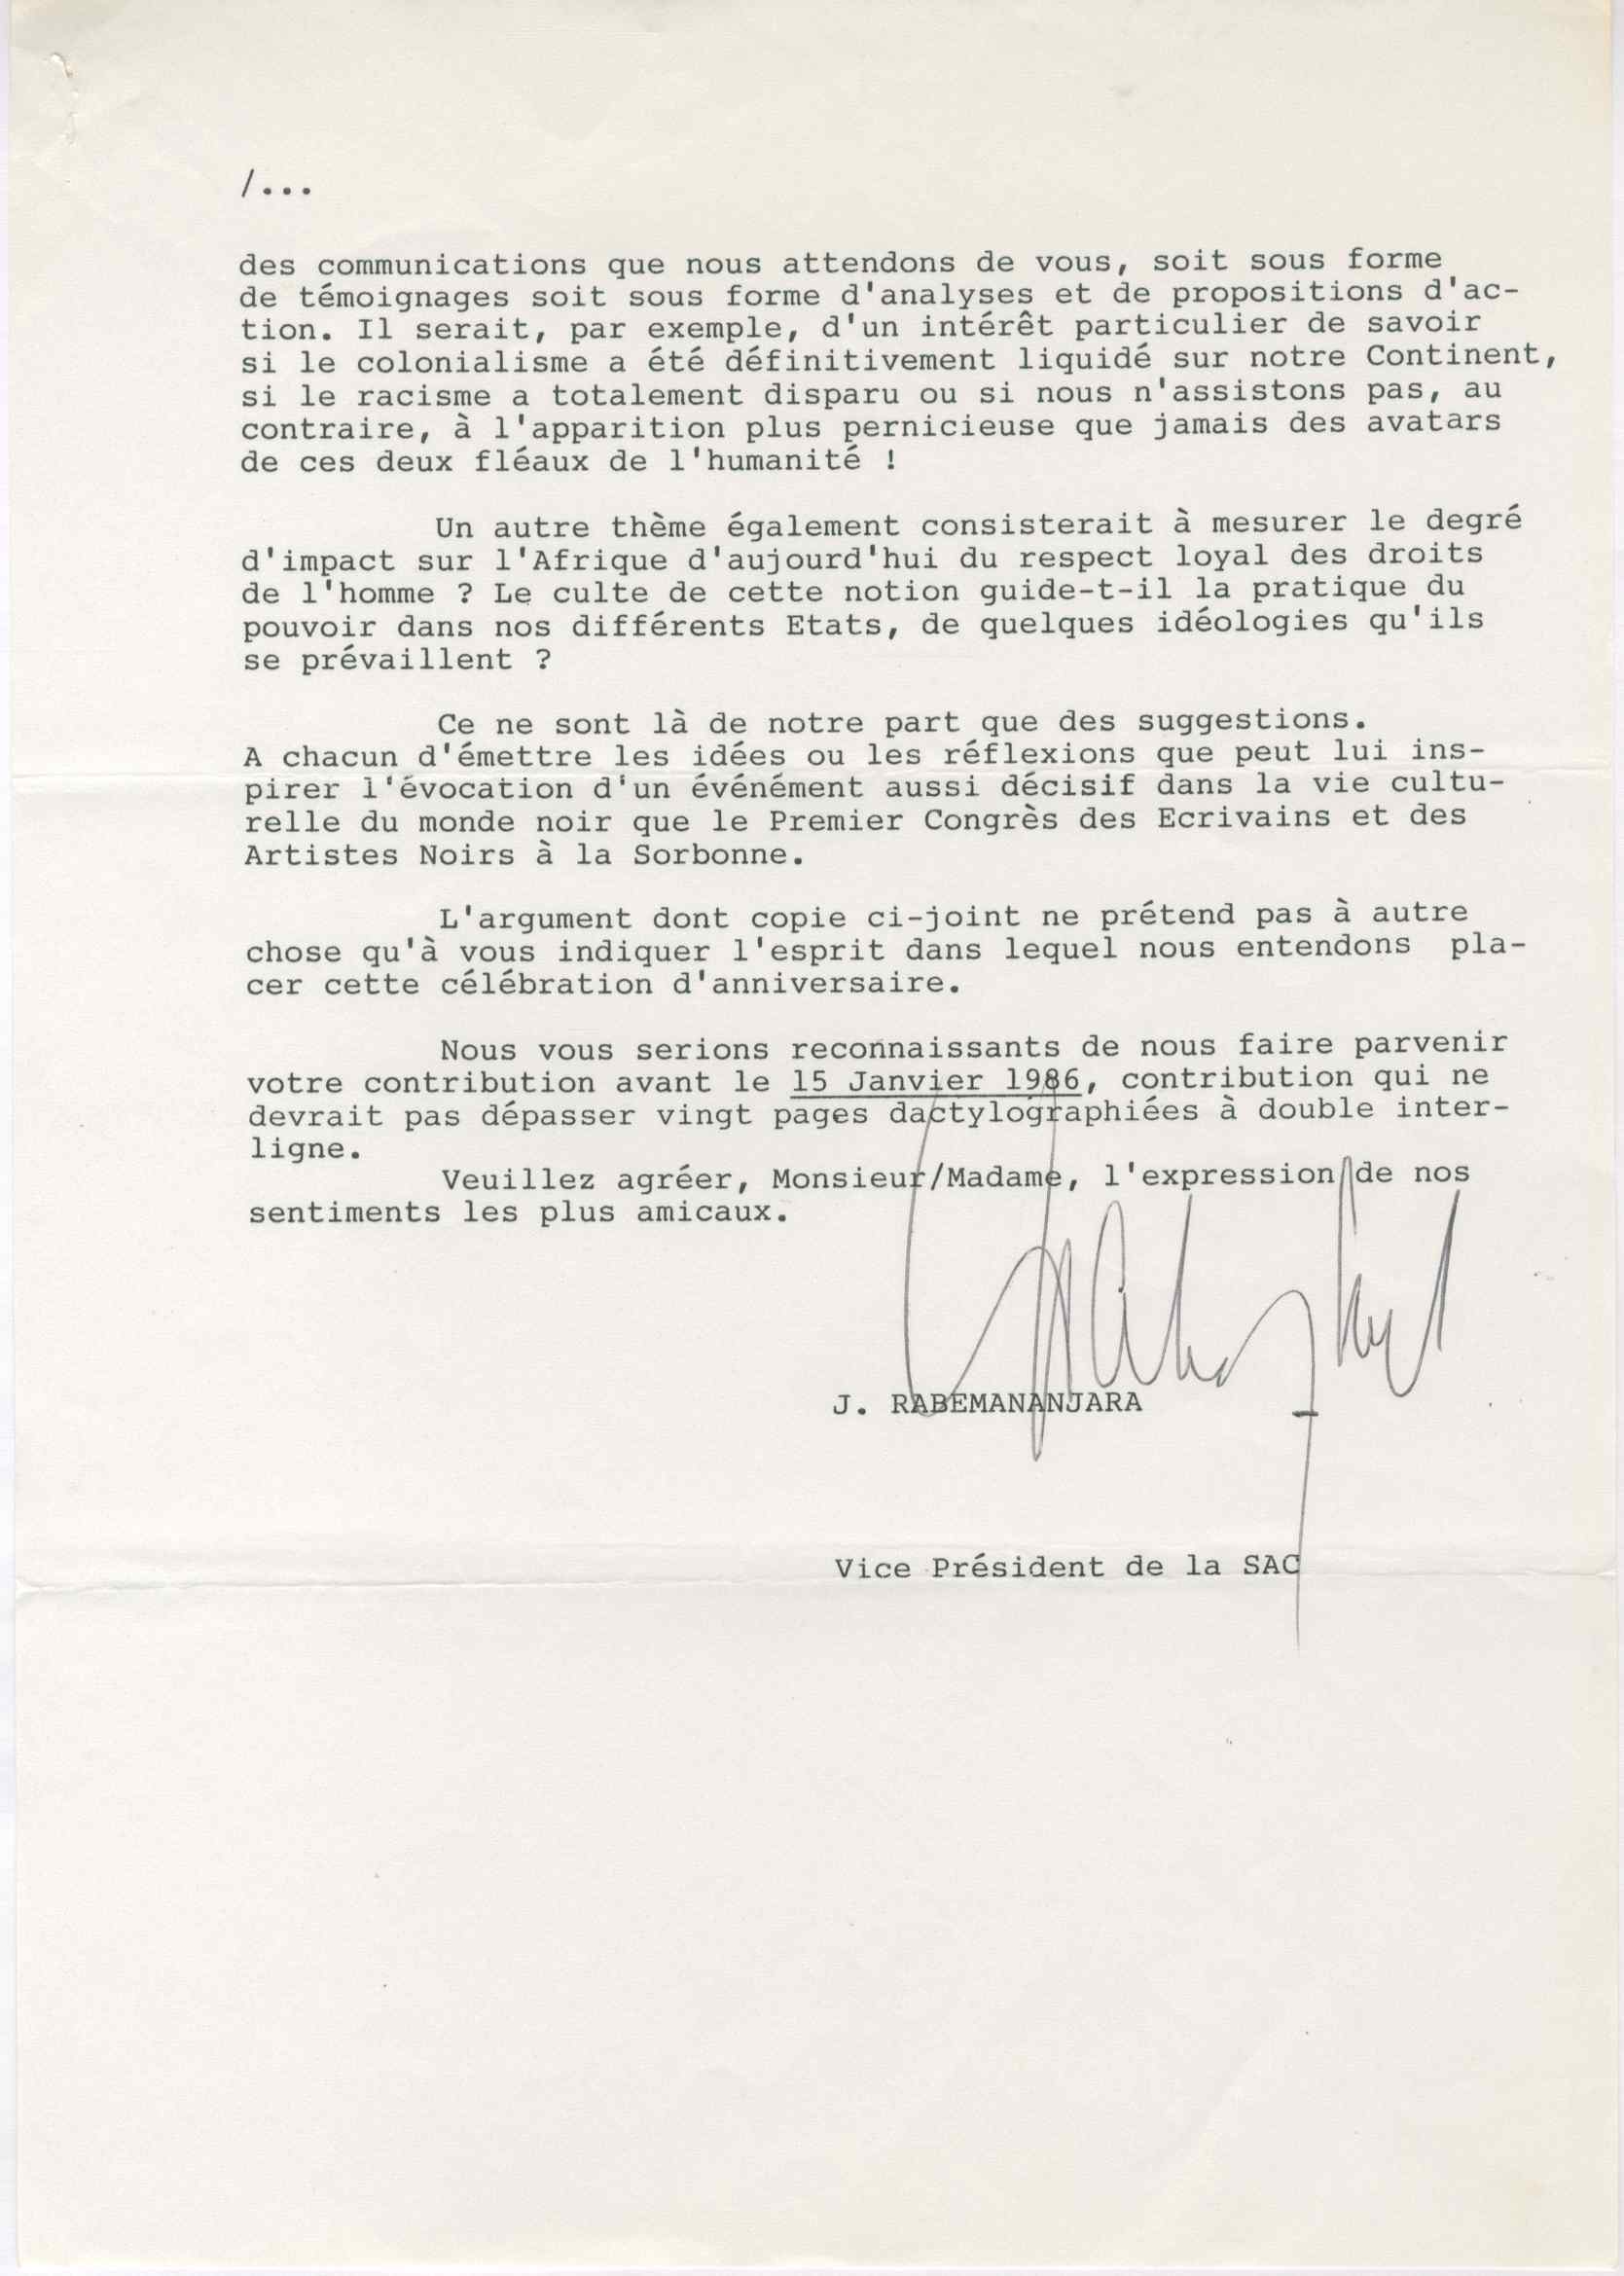 /...
des communications que nous attendons de vous, soit sous forme
de témoignages soit sous forme d'analyses et de propositions d'ac-
tion. Il serait, par exemple, d'un intérêt particulier de savoir
si le colonialisme a été définitivement liquidé sur notre Continent,
si le racisme a totalement disparu ou si nous n'assistons pas, au
contraire, à l'apparition plus pernicieuse que jamais des avatars
de ces deux fléaux de l'humanité !
Un autre thème également consisterait à mesurer le degré
d'impact sur l'Afrique d'aujourd'hui du respect loyal des droits
de l'homme ? Le culte de cette notion guide-t-il la pratique du
pouvoir dans nos différents Etats, de quelques idéologies qu'ils
se prévaillent ?
Ce ne sont là de notre part que des suggestions.
A chacun d'émettre les idées ou les réflexions que peut lui ins-
pirer l'évocation d'un événément aussi décisif dans la vie cultu-
relle du monde noir que le Premier Congrès des Ecrivains et des
Artistes Noirs à la Sorbonne.
L'argument dont copie ci-joint ne prétend pas à autre
chose qu'à vous indiquer l'esprit dans lequel nous entendons pla-
cer cette célébration d'anniversaire.
Nous vous serions reconnaissants de nous faire parvenir
votre contribution avant le 15 Janvier 1986, contribution qui ne
devrait pas dépasser vingt pages dactylographiées à double inter-
ligne.
Veuillez agréer, Monsieur/Madame, l'expression de nos
sentiments les plus amicaux.
J. RABEMANANJARA
Vice Président de la SAC